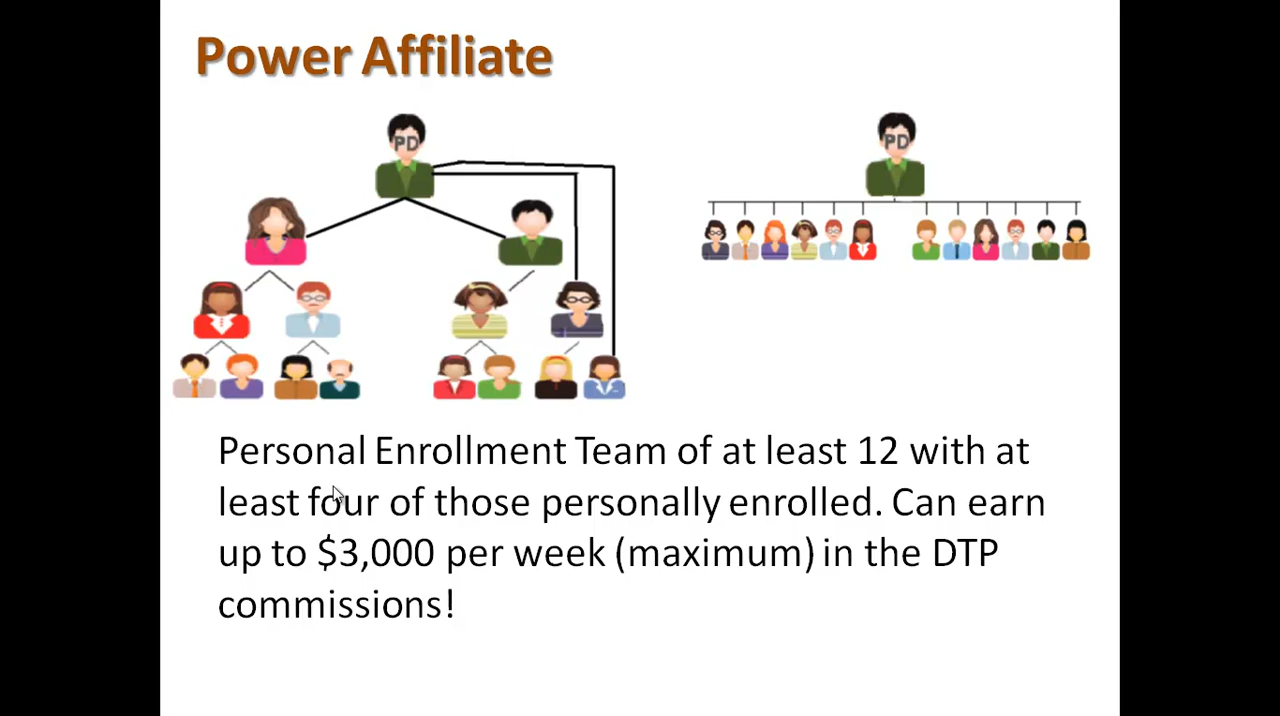 Power Affiliate
PD
PD
Personal Enrollment Team of at least 12 with at
least four of those personally enrolled. Can earn
up to $3,000 per week (maximum) in the DTP
commissions!